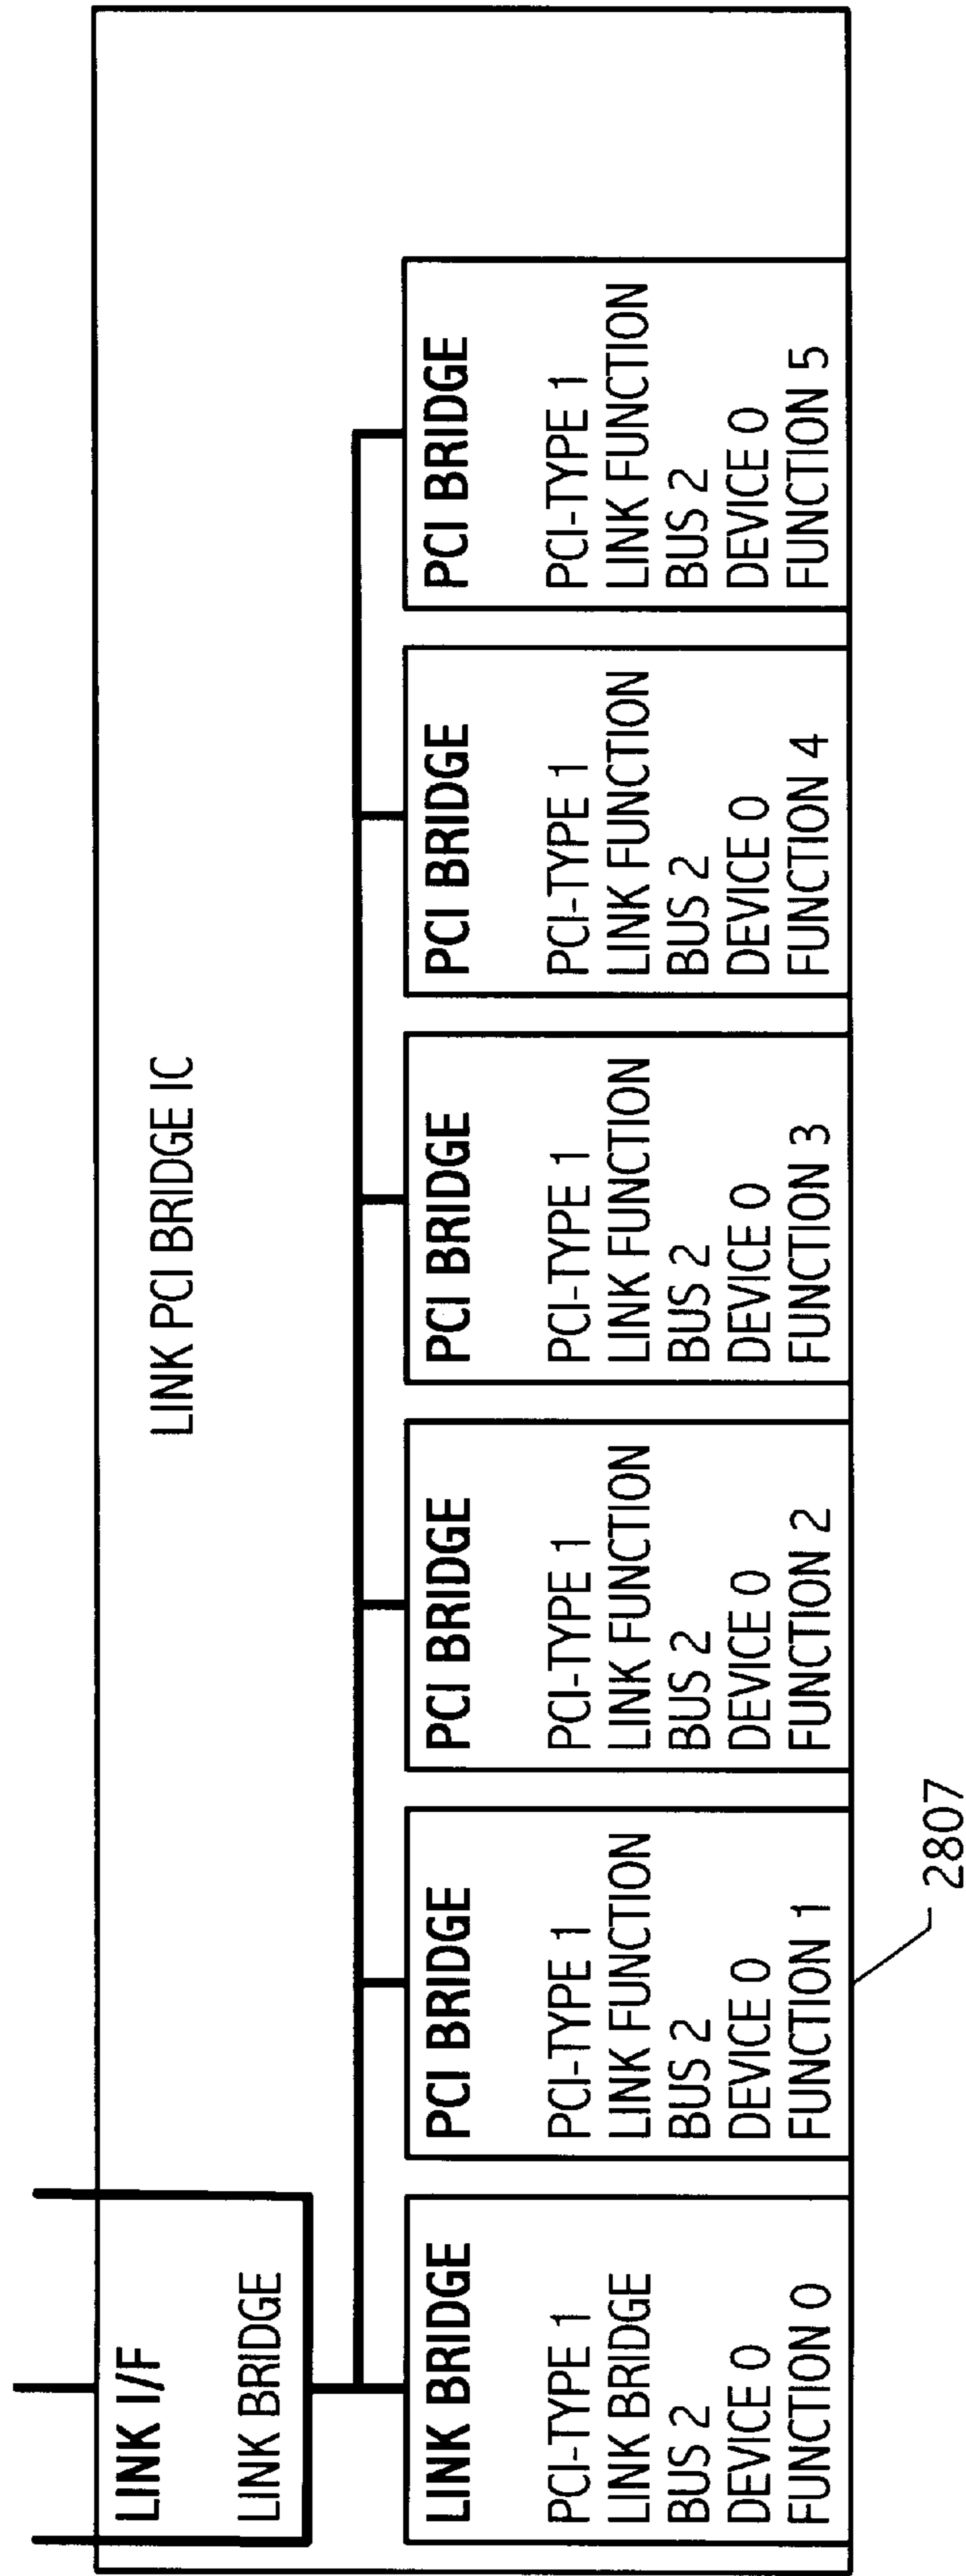 LINK PCI BRIDGE IC
LINK I/F
LINK BRIDGE
LINK BRIDGE
PCI-TYPE 1
LINK BRIDGE
BUS 2
DEVICE 0
FUNCTION 0
PCI BRIDGE
PCI-TYPE 1
LINK FUNCTION
BUS 2
DEVICE 0
FUNCTION 1
PCI BRIDGE
PCI-TYPE 1
LINK FUNCTION
BUS 2
DEVICE 0
FUNCTION 2
PCI BRIDGE
PCI-TYPE 1
LINK FUNCTION
BUS 2
DEVICE 0
FUNCTION 3
PCI BRIDGE
PCI-TYPE 1
LINK FUNCTION
BUS 2
DEVICE 0
FUNCTION 4
PCI BRIDGE
PCI-TYPE 1
LINK FUNCTION
BUS 2
DEVICE 0
FUNCTION 5
2807